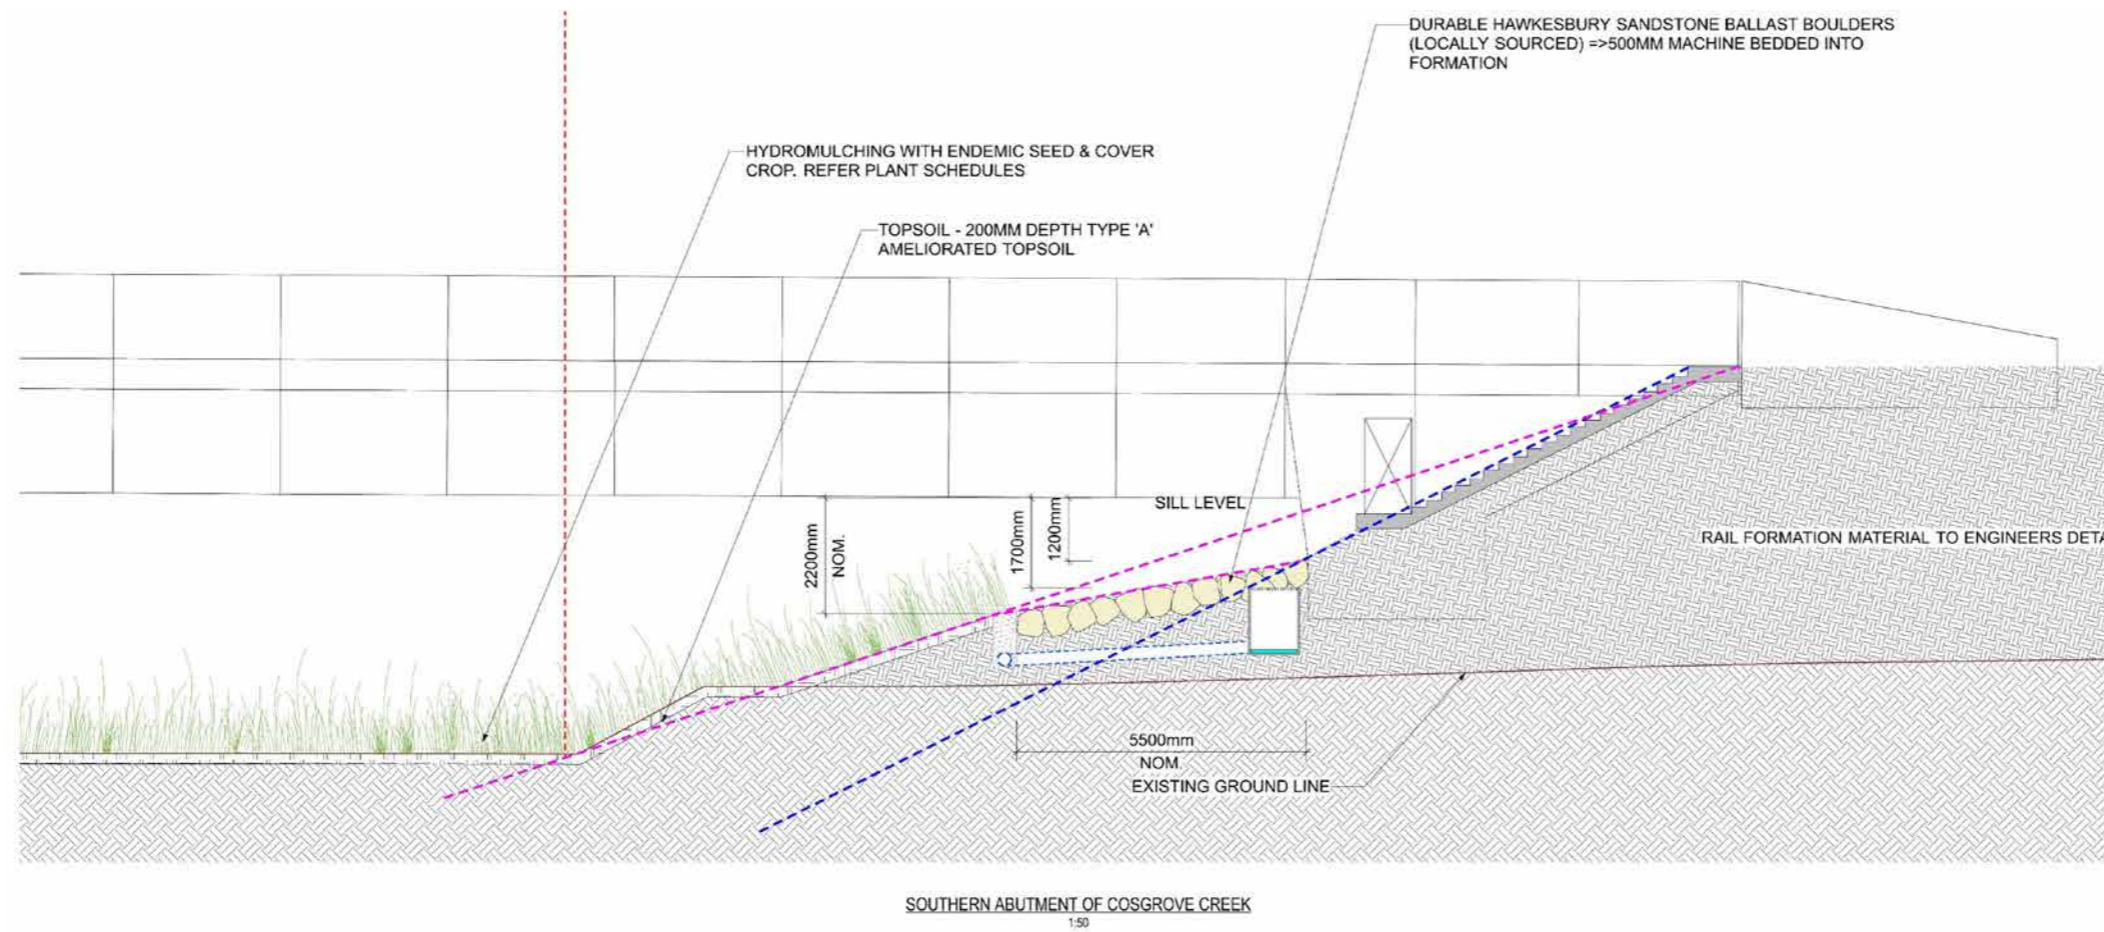 DURABLE HAWKESBURY SANDSTONE BALLAST BOULDERS
(LOCALLY SOURCED) =>500MM MACHINE BEDDED INTO
FORMATION
HYDROMULCHING WITH ENDEMIC SEED & COVER
CROP. REFER PLANT SCHEDULES
TOPSOIL - 200MM DEPTH TYPE 'A'
AMELIORATED TOPSOIL
2200mm
NOM.
1700mm
1200mm
SILL LEVEL
RAIL FORMATION MATERIAL TO ENGINEERS DETA
5500mm
NOM.
EXISTING GROUND LINE
SOUTHERN ABUTMENT OF COSGROVE CREEK
1:50